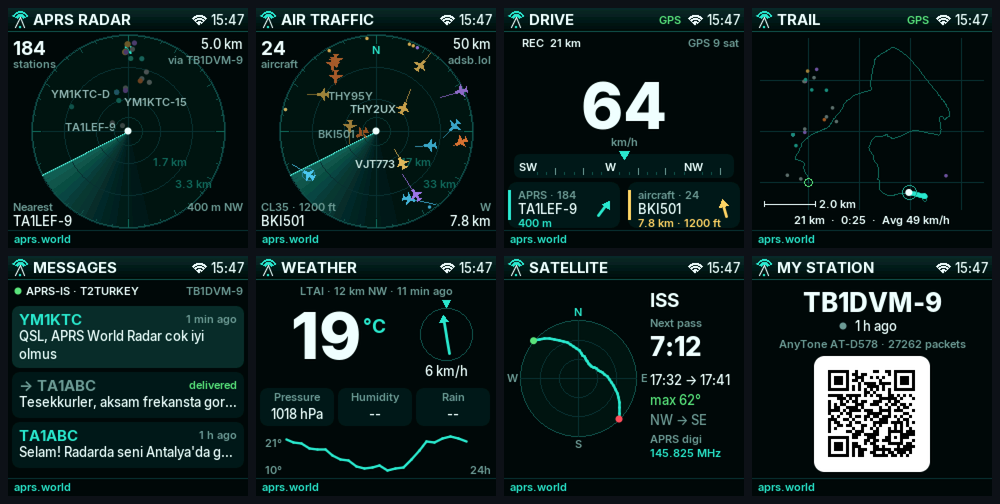 APRS RADAR 15:47
184 5.0 km
stations via TB1DVM-9
YM1KTC-D
YM1KTC-15
TA1LEF-9
1.7 km
3.3 km
Nearest 400 m NW
TA1LEF-9
aprs.world
AIR TRAFFIC 15:47
24 N 50 km
aircraft adsb.lol
THY95Y
THY2UX
BKI501
VJT773 7 km
33 km
CL35 · 1200 ft W
BKI501 7.8 km
aprs.world
DRIVE GPS 15:47
REC 21 km GPS 9 sat
64
km/h
SW W NW
APRS · 184 aircraft · 24
TA1LEF-9 BKI501
400 m 7.8 km · 1200 ft
aprs.world
TRAIL GPS 15:47
2.0 km
21 km · 0:25 · Avg 49 km/h
aprs.world
MESSAGES 15:47
APRS-IS · T2TURKEY TB1DVM-9
YM1KTC 1 min ago
QSL, APRS World Radar cok iyi
olmus
→ TA1ABC delivered
Tesekkurler, aksam frekansta gor...
TA1ABC 1 h ago
Selam! Radarda seni Antalya'da g...
aprs.world
WEATHER 15:47
LTAI · 12 km NW · 11 min ago
19 °C
6 km/h
Pressure Humidity Rain
1018 hPa -- --
21°
10° 24h
aprs.world
SATELLITE 15:47
ISS
N Next pass
7:12
W E 17:32 → 17:41
max 62°
NW → SE
S APRS digi
145.825 MHz
aprs.world
MY STATION 15:47
TB1DVM-9
1 h ago
AnyTone AT-D578 · 27262 packets
aprs.world